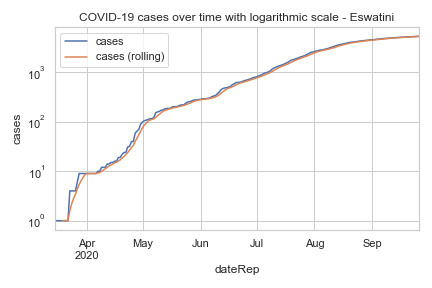 COVID-19 cases over time with logarithmic scale - Eswatini
cases
cases (rolling)
10³
10²
10¹
10⁰
cases
Apr May Jun Jul Aug Sep
2020
dateRep